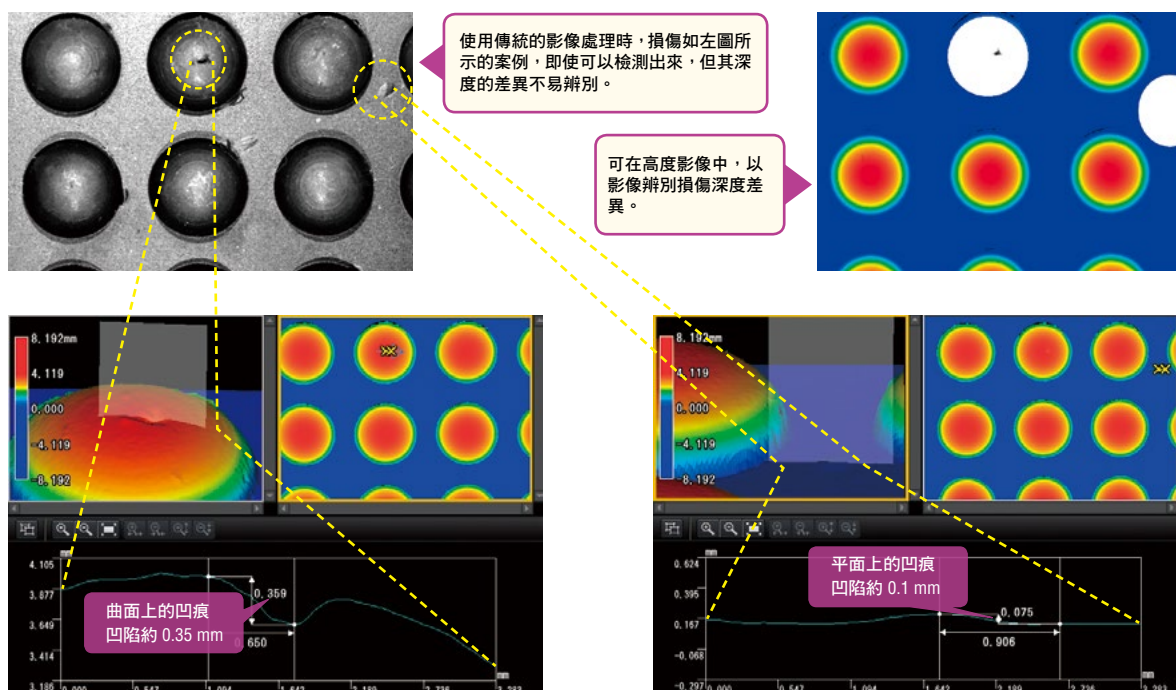 使用傳統的影像處理時，損傷如左圖所
示的案例，即使可以檢測出來，但其深
度的差異不易辨別。
可在高度影像中，以
影像辨別損傷深度差
異。
8.192mm
4.119
0.000
-4.119
-8.192
mm
4.105
3.877
3.649
3.414
3.186
0.359
0.650
曲面上的凹痕
凹陷約 0.35 mm
mm
0.000
0.547
1.094
1.642
2.189
2.736
3.283
8.192mm
4.119
0.000
-4.119
-8.192
mm
0.624
0.395
0.167
-0.068
-0.297
平面上的凹痕
凹陷約 0.1 mm
0.075
0.906
mm
0.000
0.547
1.094
1.642
2.189
2.736
3.283